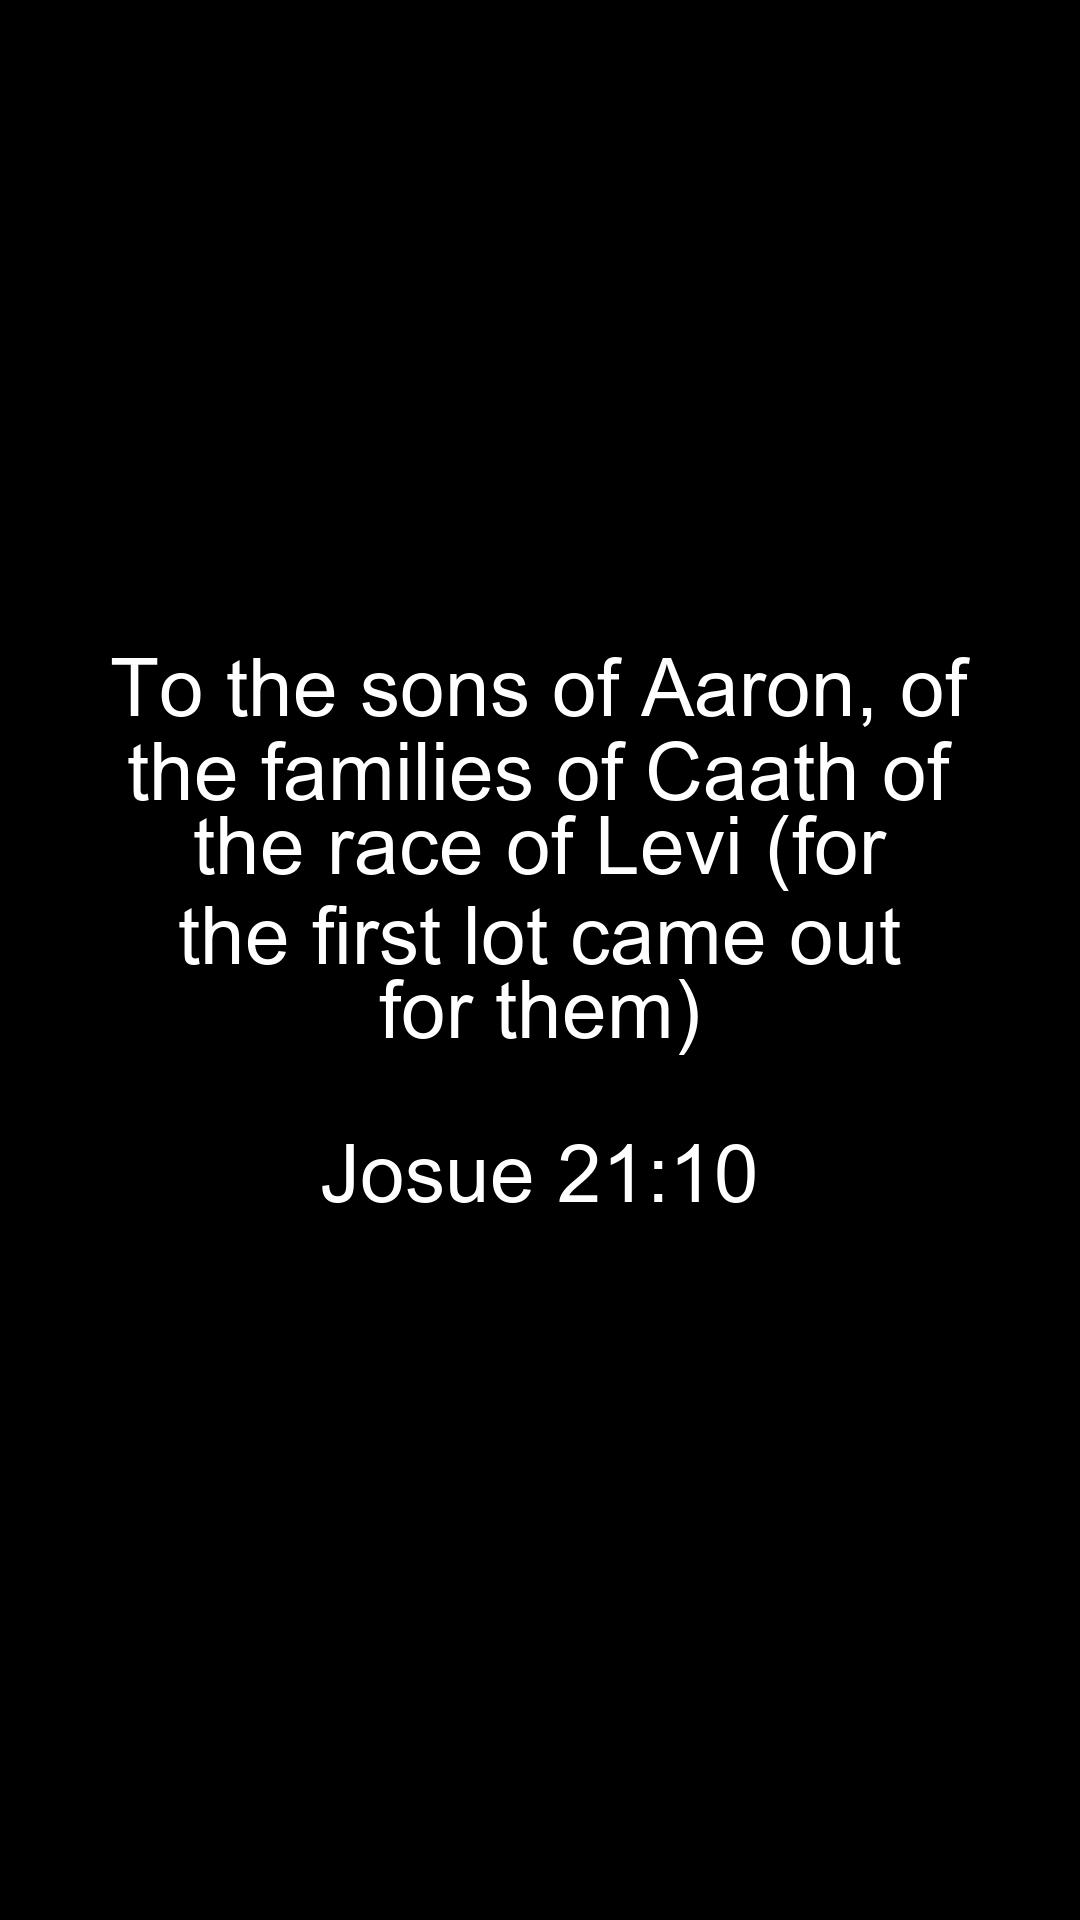 To the sons of Aaron, of
the families of Caath of
the race of Levi (for
the first lot came out
for them)
Josue 21:10